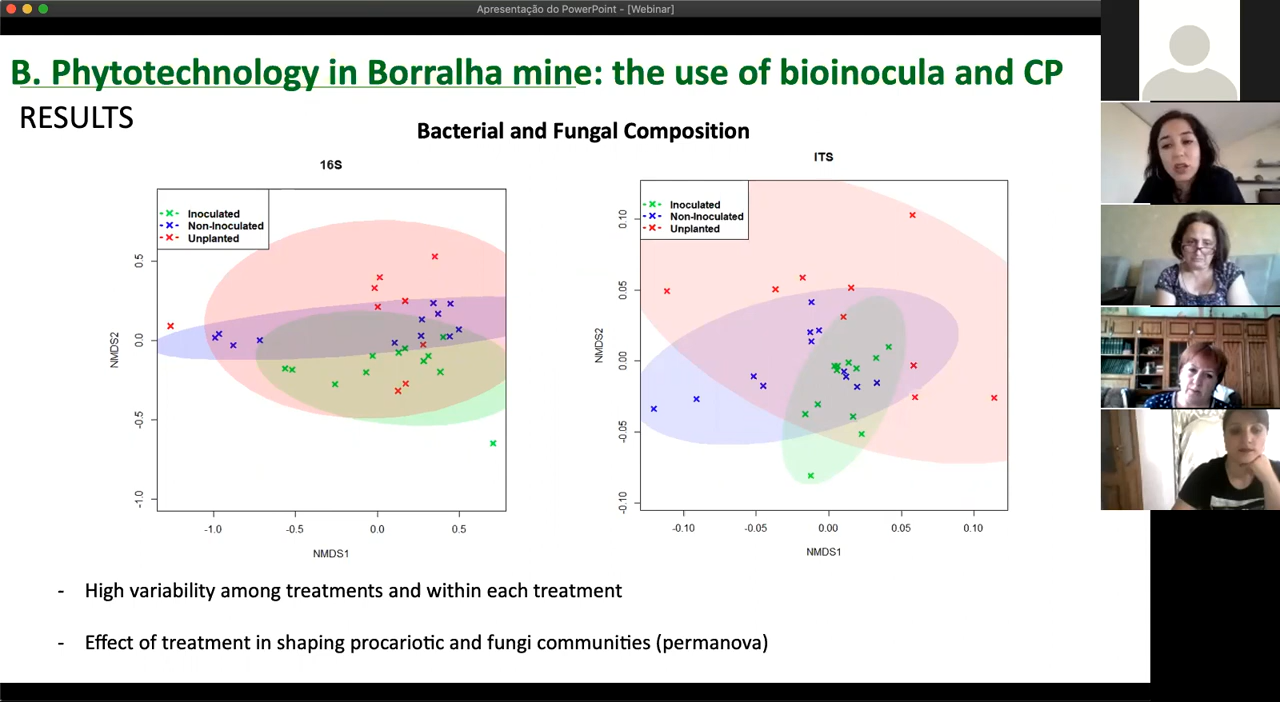 Apresentação do PowerPoint - [Webinar]
B. Phytotechnology in Borralha mine: the use of bioinocula and CP
RESULTS
Bacterial and Fungal Composition
16S
Inoculated
Non-Inoculated
Unplanted
0.5
0.0
-0.5
-1.0
NMDS2
-1.0 -0.5 0.0 0.5
NMDS1
ITS
Inoculated
Non-Inoculated
Unplanted
0.10
0.05
0.00
-0.05
-0.10
NMDS2
-0.10 -0.05 0.00 0.05 0.10
NMDS1
- High variability among treatments and within each treatment
- Effect of treatment in shaping procariotic and fungi communities (permanova)